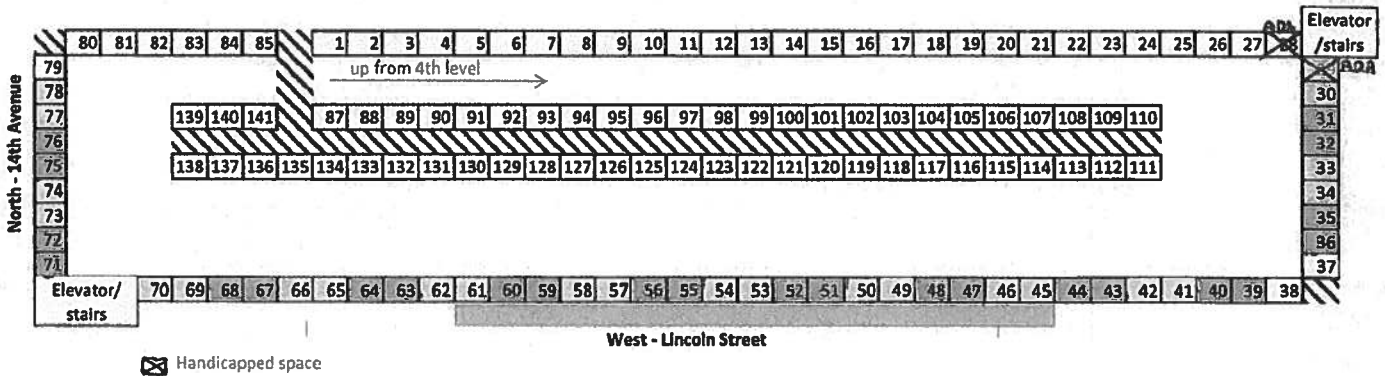 ADA
Elevator
/stairs
80 81 82 83 84 85 1 2 3 4 5 6 7 8 9 10 11 12 13 14 15 16 17 18 19 20 21 22 23 24 25 26 27
ADA
up from 4th level
79
78
77
76
75
74
73
72
71
North - 14th Avenue
139 140 141 87 88 89 90 91 92 93 94 95 96 97 98 99 100 101 102 103 104 105 106 107 108 109 110
138 137 136 135 134 133 132 131 130 129 128 127 126 125 124 123 122 121 120 119 118 117 116 115 114 113 112 111
30
31
32
33
34
35
36
37
Elevator/
stairs
70 69 68 67 66 65 64 63 62 61 60 59 58 57 56 55 54 53 52 51 50 49 48 47 46 45 44 43 42 41 40 39 38
West - Lincoln Street
Handicapped space